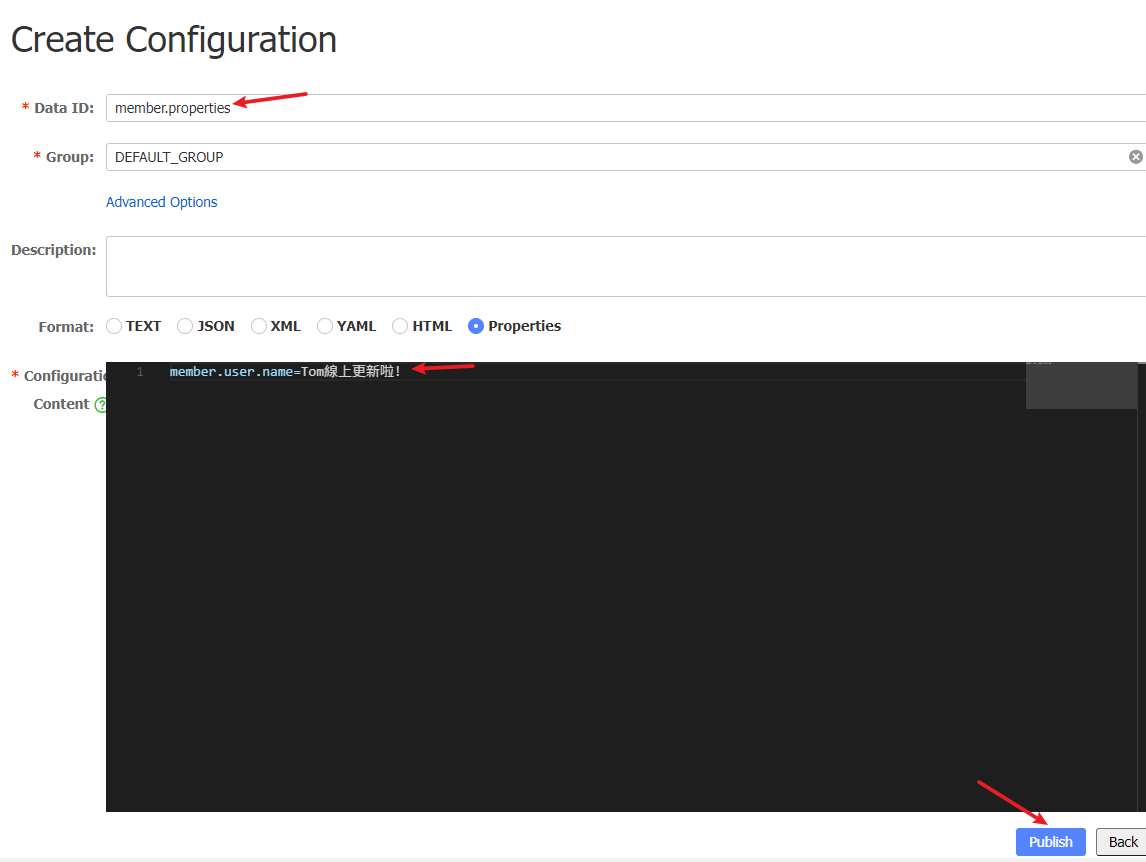 Create Configuration
* Data ID: member.properties
* Group: DEFAULT_GROUP
Advanced Options
Description:
Format: TEXT JSON XML YAML HTML Properties
* Configuratio
Content ?
1 member.user.name=Tom線上更新啦!
Publish Back